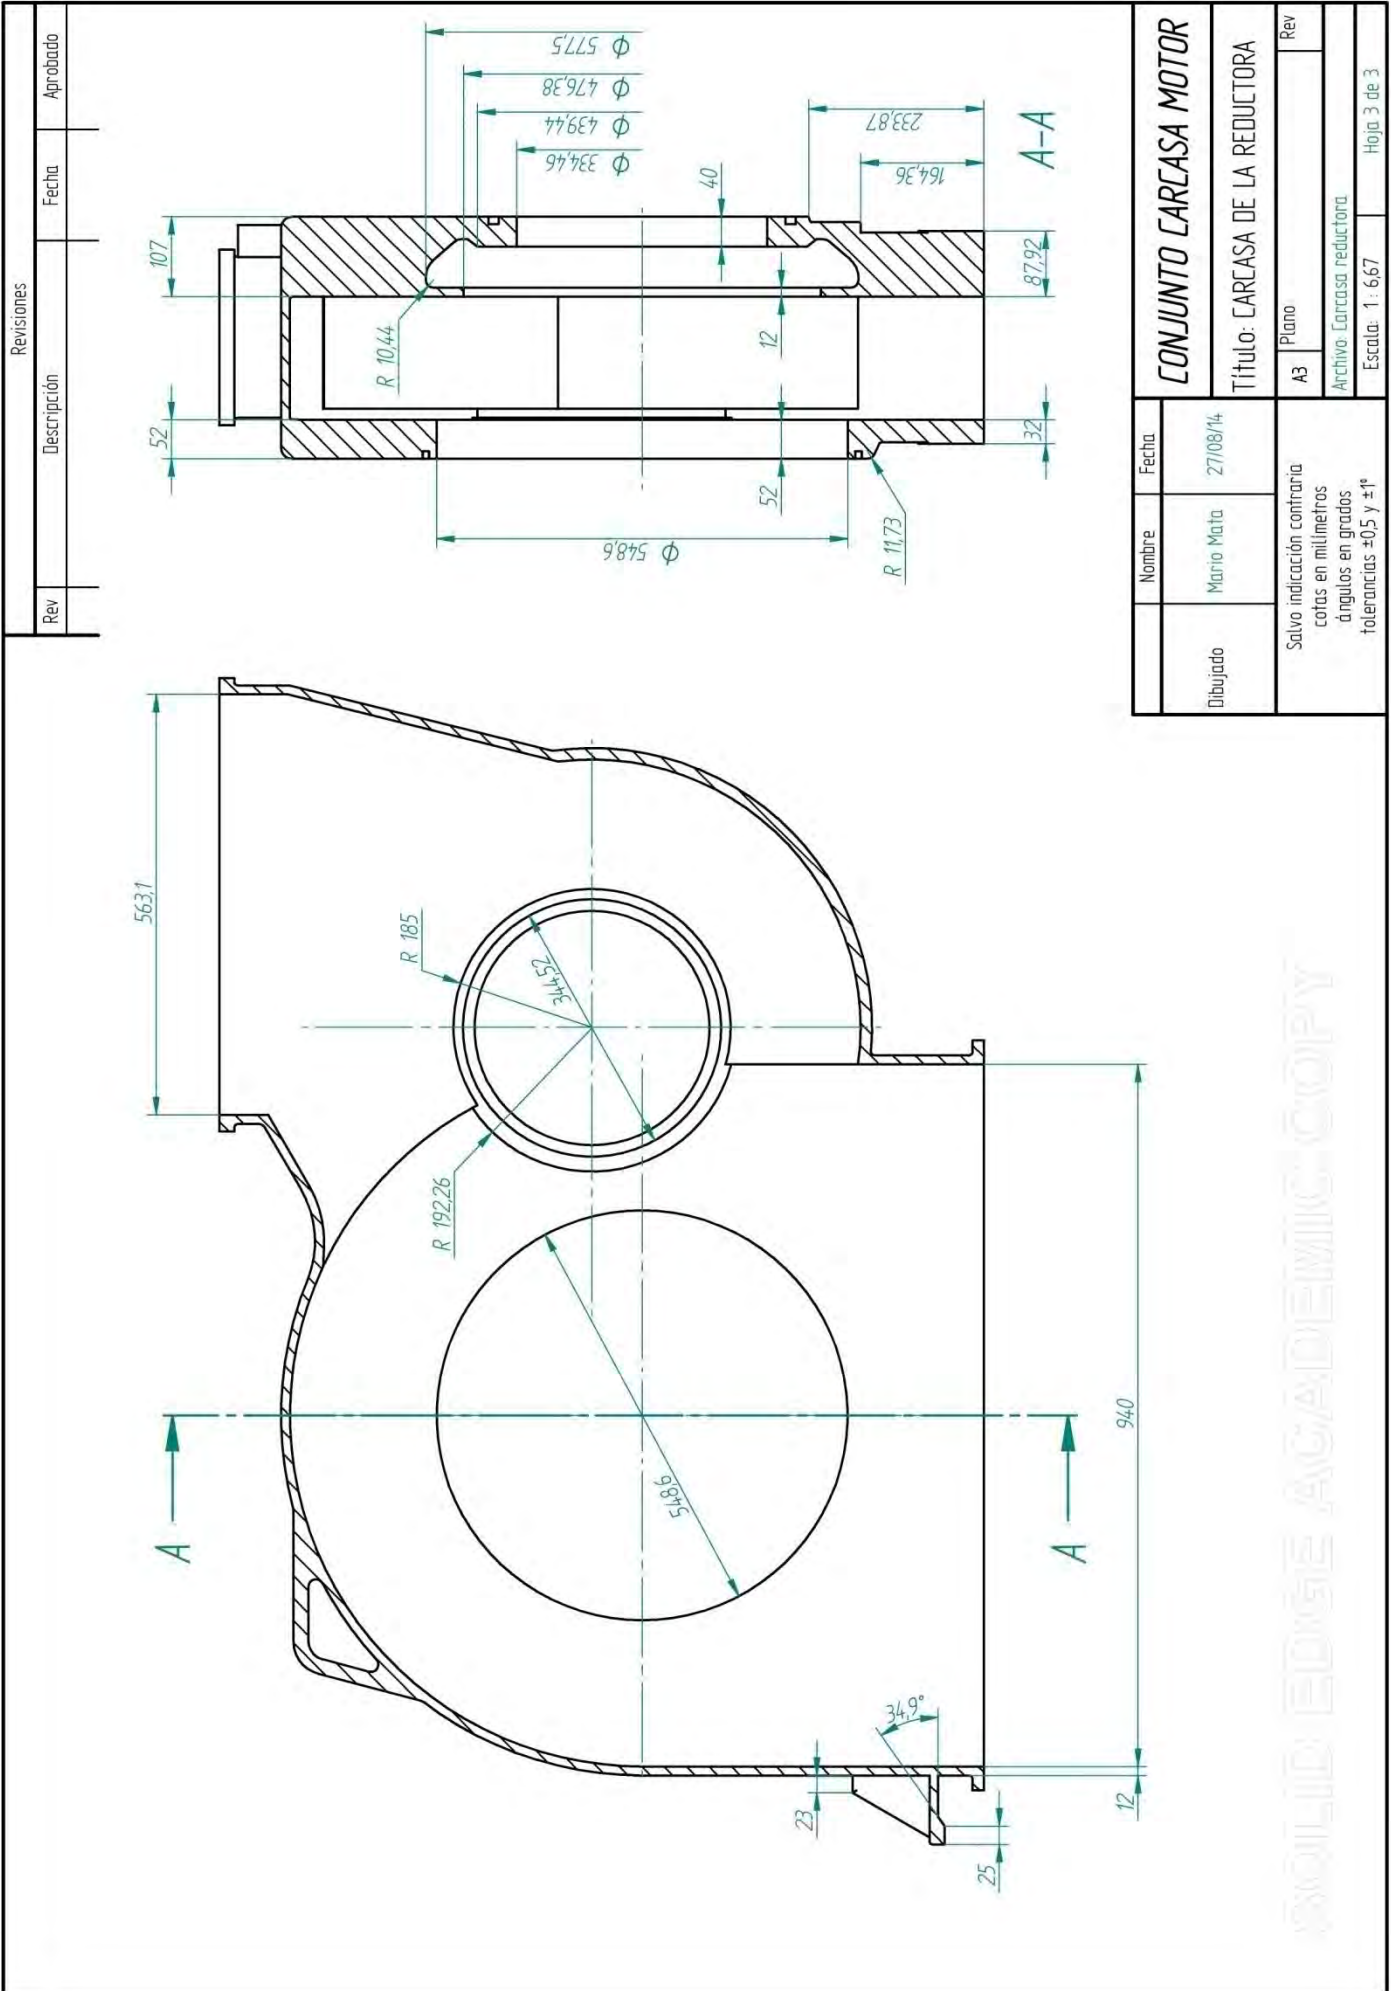 Revisiones
Rev
Descripción
Fecha
Aprobado
563,1
R 185
344,52
R 192,26
548,6
A
A
34,9°
23
25
12
940
107
52
R 10,44
Φ 577,5
Φ 476,38
Φ 439,44
Φ 334,46
40
12
52
Φ 548,6
R 11,73
233,87
164,36
87,92
32
A-A
Nombre
Fecha
Dibujado
Mario Mata
27/08/14
CONJUNTO CARCASA MOTOR
Título: CARCASA DE LA REDUCTORA
Salvo indicación contraria
cotas en milímetros
ángulos en grados
tolerancias ±0,5 y ±1º
A3
Plano
Rev
Archivo: Carcasa reductora
Escala: 1 : 6,67
Hoja 3 de 3
SOLID EDGE ACADEMIC COPY